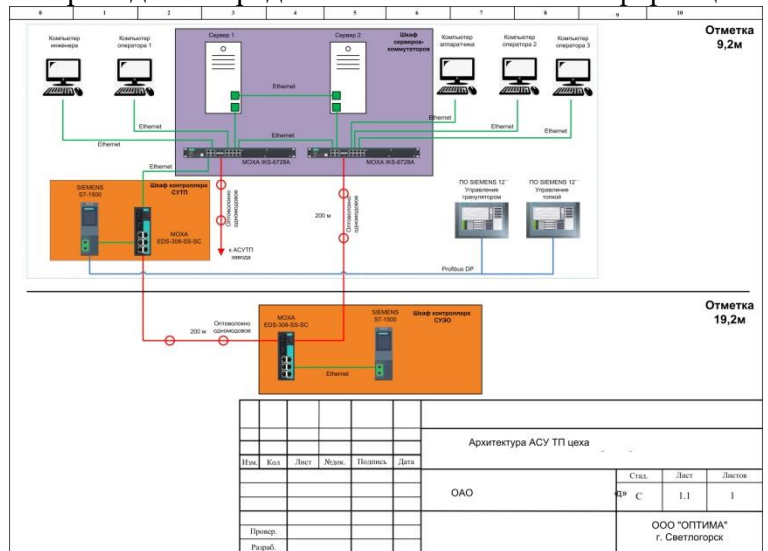 0 1 2 3 4 5 6 7 8 9 10
Отметка
9,2м
Компьютер
инженера
Компьютер
оператора 1
Сервер 1
Сервер 2
Шкаф
серверов-
коммутаторов
Компьютер
аппаратчика
Компьютер
оператора 2
Компьютер
оператора 3
Ethernet
Ethernet
Ethernet
Ethernet
Ethernet
Ethernet
Ethernet
MOXA IKS-6728A
MOXA IKS-6728A
SIEMENS
S7-1500
Шкаф контроллера
СУТП
MOXA
EDS-308-SS-SC
Оптоволокно
одномодовое
к АСУТП
завода
200 м
Оптоволокно
одномодовое
ПО SIEMENS 12``
Управление
гранулятором
ПО SIEMENS 12``
Управление
топкой
Profibus DP
Отметка
19,2м
200 м
Оптоволокно
одномодовое
MOXA
EDS-308-SS-SC
SIEMENS
S7-1500
Шкаф контроллера
СУЭО
Ethernet
Архитектура АСУ ТП цеха
Изм. Кол Лист №док. Подпись Дата
ОАО
Стад. Лист Листов
С 1.1 1
Провер.
Разраб.
ООО "ОПТИМА"
г. Светлогорск